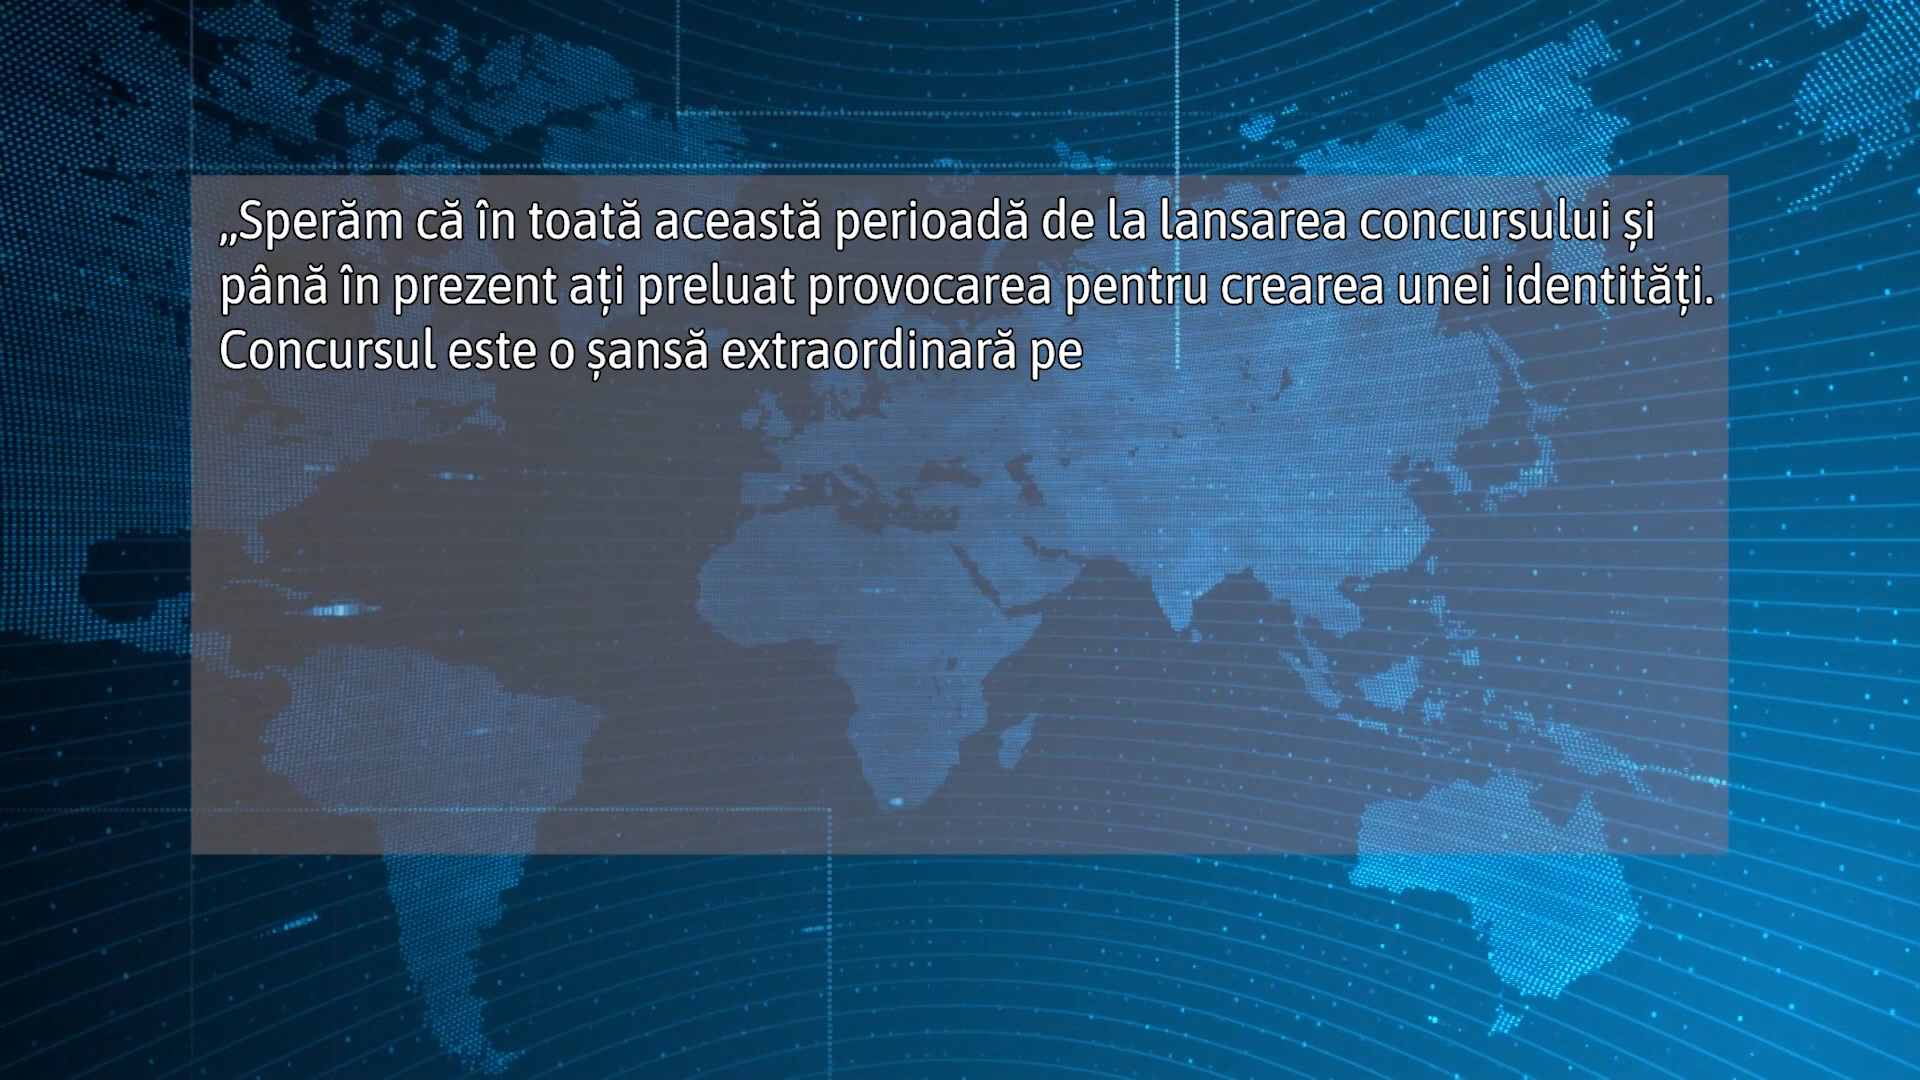 „Sperăm că în toată această perioadă de la lansarea concursului și
până în prezent ați preluat provocarea pentru crearea unei identități.
Concursul este o șansă extraordinară pe